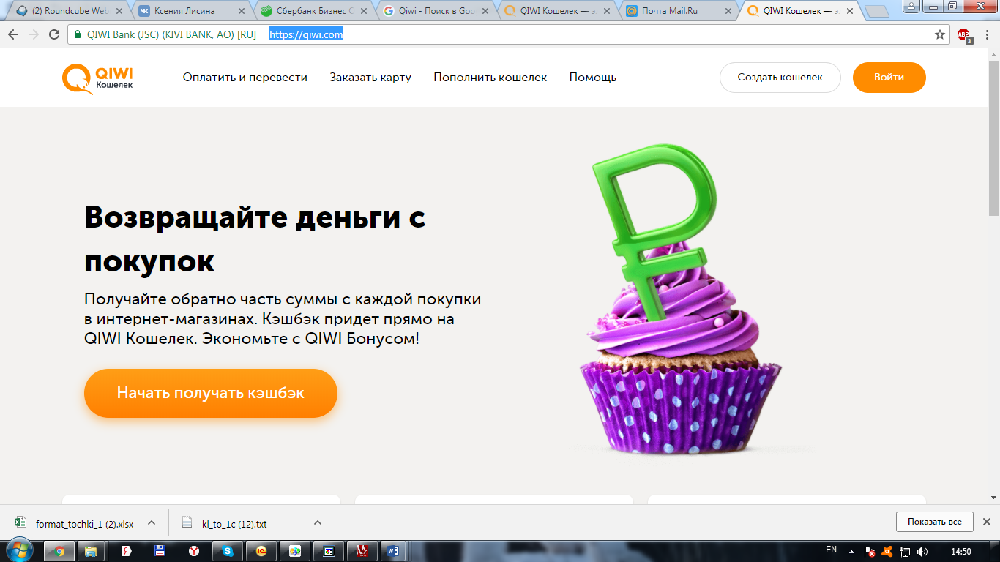 (2) Roundcube Web
Ксения Лисина
Сбербанк Бизнес О
Qiwi - Поиск в Goo
QIWI Кошелек — э
Почта Mail.Ru
QIWI Кошелек — э
QIWI Bank (JSC) (KIVI BANK, AO) [RU]
https://qiwi.com
ABP
3
QIWI
Кошелек
Оплатить и перевести
Заказать карту
Пополнить кошелек
Помощь
Создать кошелек
Войти
Возвращайте деньги с
покупок
Получайте обратно часть суммы с каждой покупки
в интернет-магазинах. Кэшбэк придет прямо на
QIWI Кошелек. Экономьте с QIWI Бонусом!
Начать получать кэшбэк
format_tochki_1 (2).xlsx
kl_to_1c (12).txt
Показать все
EN
14:50